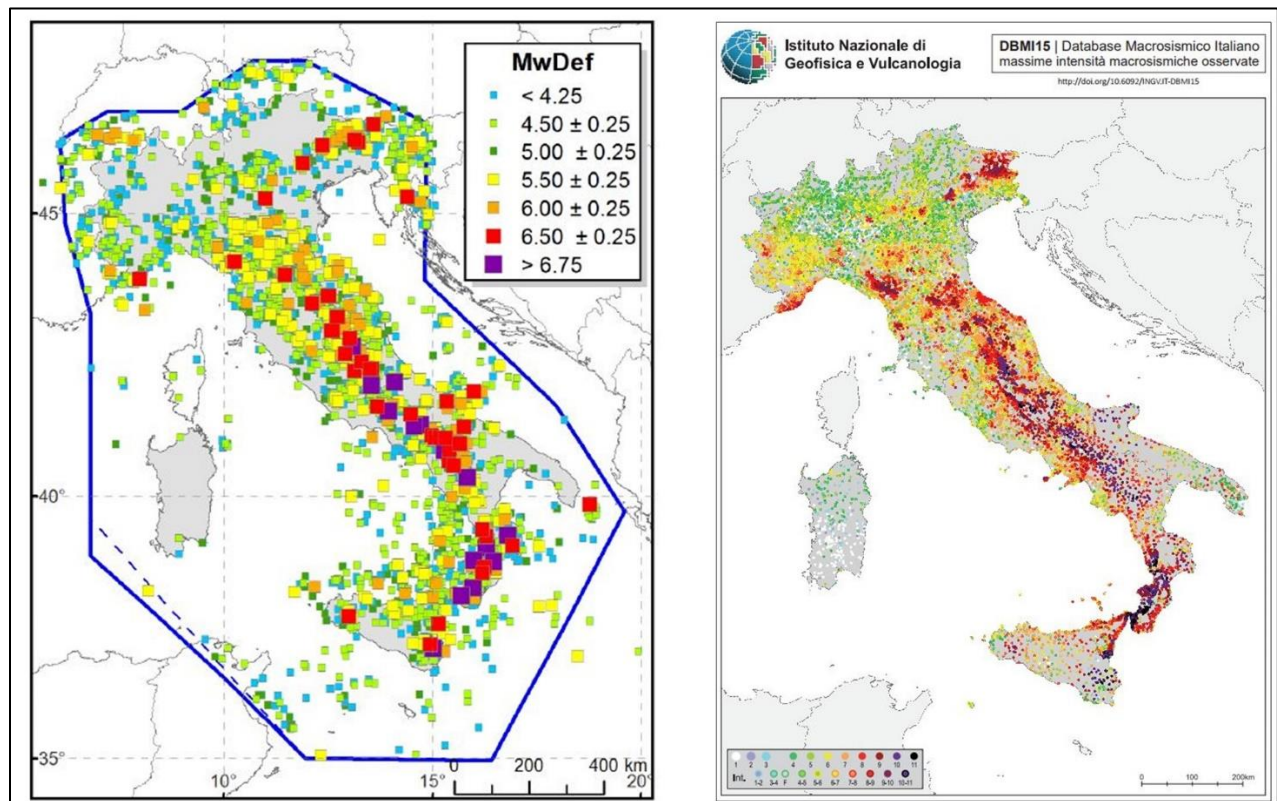 MwDef
< 4.25
4.50 ± 0.25
5.00 ± 0.25
5.50 ± 0.25
6.00 ± 0.25
6.50 ± 0.25
> 6.75
45°
40°
35°
10°
15°
20°
0 200 400 km
Istituto Nazionale di
Geofisica e Vulcanologia
DBMI15 | Database Macrosismico Italiano
massime intensità macrosismiche osservate
http://doi.org/10.6092/INGV.IT-DBMI15
1 2 3 4 5 6 7 8 9 10 11
Int. 1-2 3-4 F 4-5 5-6 6-7 7-8 8-9 9-10 10-11
0 100 200km